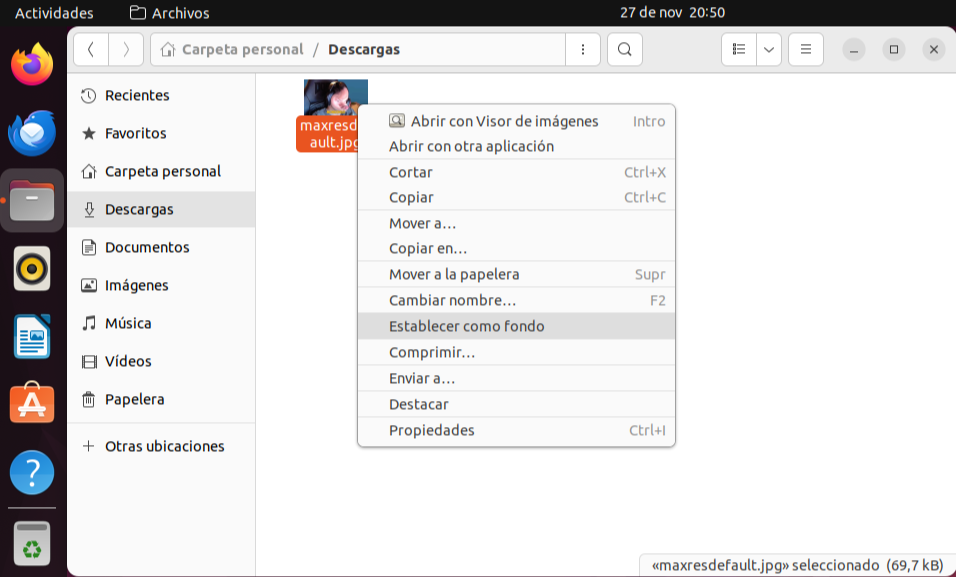 Actividades
Archivos
27 de nov 20:50
Carpeta personal / Descargas
Recientes
Favoritos
Carpeta personal
Descargas
Documentos
Imágenes
Música
Vídeos
Papelera
Otras ubicaciones
maxresd
ault.jpg
Abrir con Visor de imágenes Intro
Abrir con otra aplicación
Cortar Ctrl+X
Copiar Ctrl+C
Mover a...
Copiar en...
Mover a la papelera Supr
Cambiar nombre... F2
Establecer como fondo
Comprimir...
Enviar a...
Destacar
Propiedades Ctrl+I
«maxresdefault.jpg» seleccionado (69,7 kB)